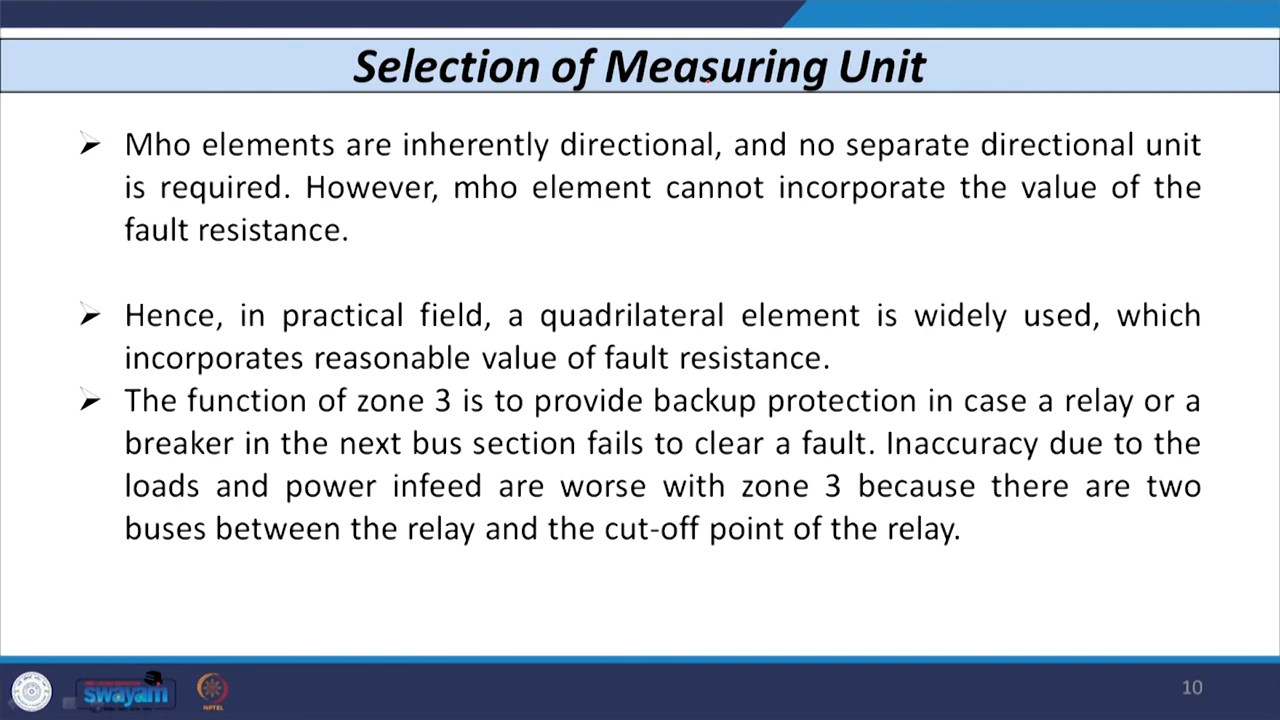 Selection of Measuring Unit
Mho elements are inherently directional, and no separate directional unit
is required. However, mho element cannot incorporate the value of the
fault resistance.
Hence, in practical field, a quadrilateral element is widely used, which
incorporates reasonable value of fault resistance.
The function of zone 3 is to provide backup protection in case a relay or a
breaker in the next bus section fails to clear a fault. Inaccuracy due to the
loads and power infeed are worse with zone 3 because there are two
buses between the relay and the cut-off point of the relay.
swayam
NPTEL
10